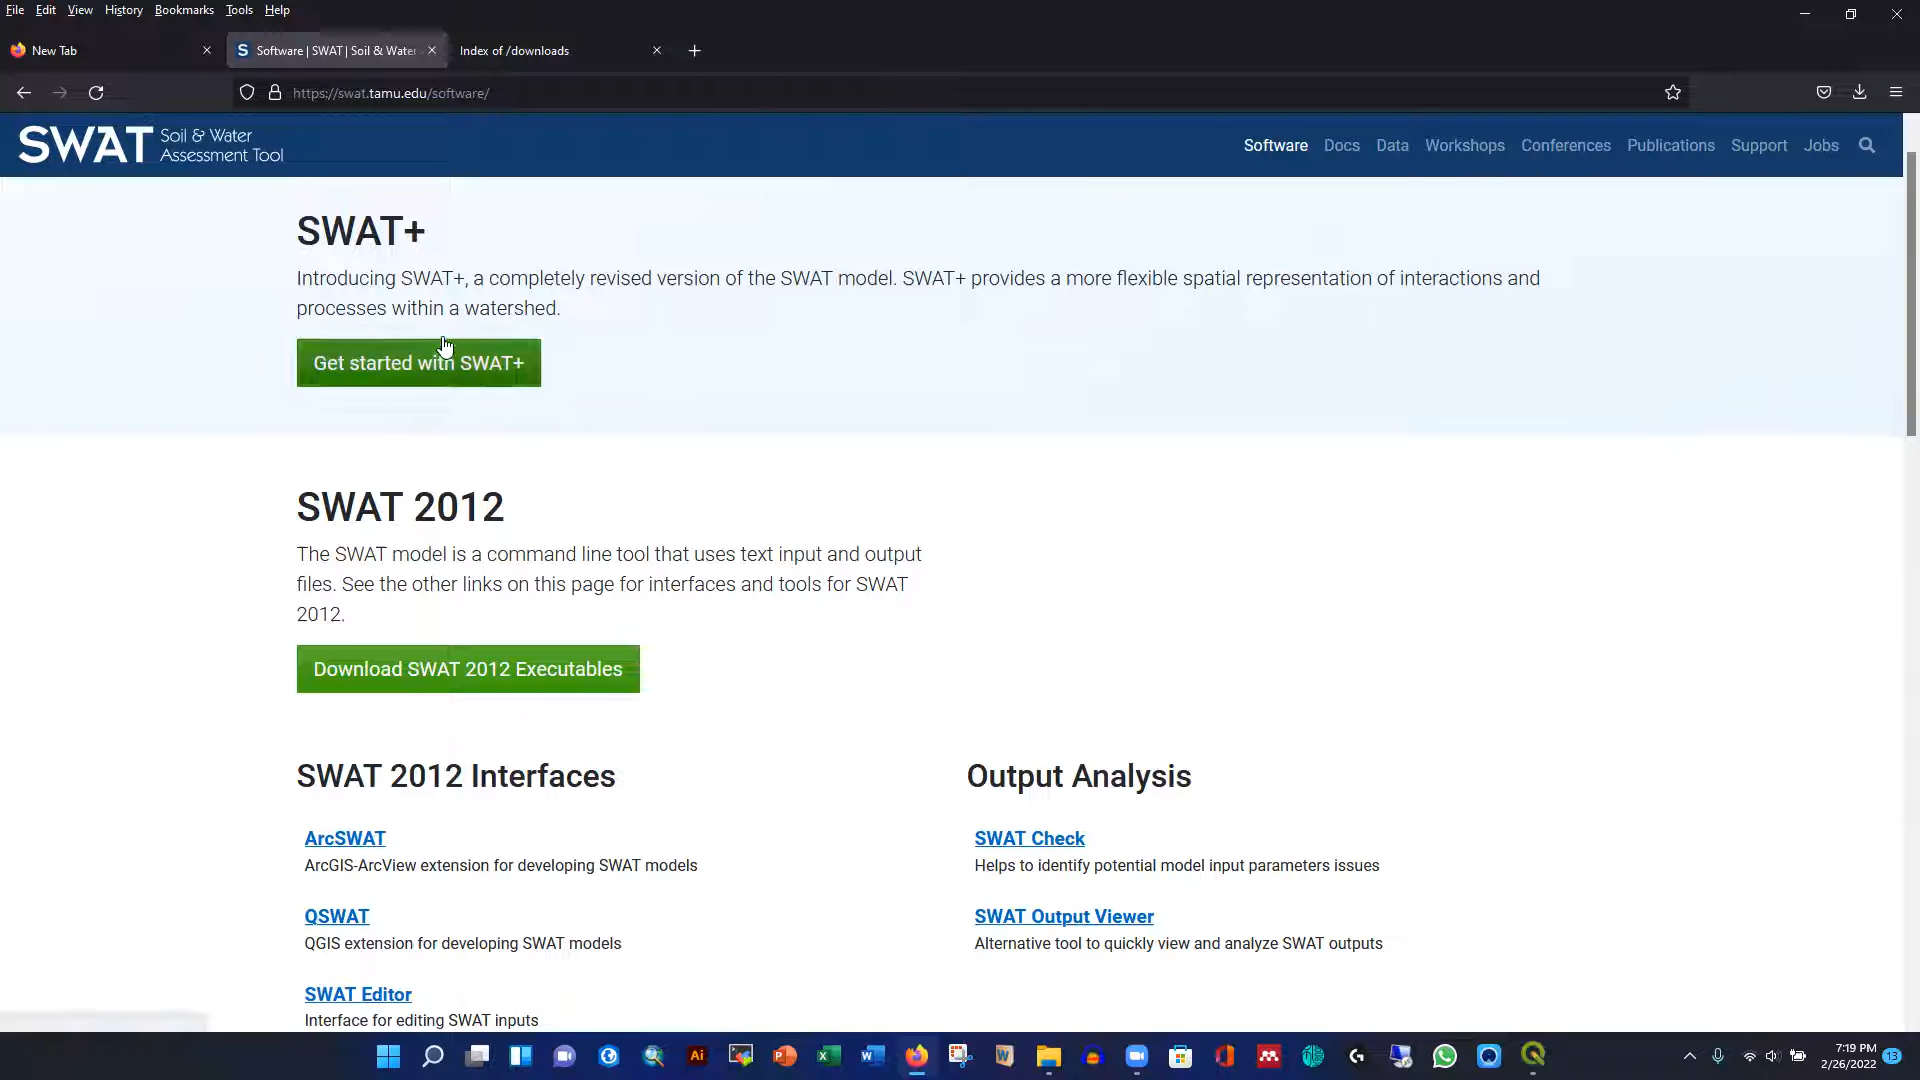 File Edit View History Bookmarks Tools Help
New Tab
Software | SWAT | Soil & Water
Index of /downloads
https://swat.tamu.edu/software/
SWAT Soil & Water Assessment Tool
Software Docs Data Workshops Conferences Publications Support Jobs
SWAT+
Introducing SWAT+, a completely revised version of the SWAT model. SWAT+ provides a more flexible spatial representation of interactions and
processes within a watershed.
Get started with SWAT+
SWAT 2012
The SWAT model is a command line tool that uses text input and output
files. See the other links on this page for interfaces and tools for SWAT
2012.
Download SWAT 2012 Executables
SWAT 2012 Interfaces
ArcSWAT
ArcGIS-ArcView extension for developing SWAT models
QSWAT
QGIS extension for developing SWAT models
SWAT Editor
Interface for editing SWAT inputs
Output Analysis
SWAT Check
Helps to identify potential model input parameters issues
SWAT Output Viewer
Alternative tool to quickly view and analyze SWAT outputs
Ai
7:19 PM
2/26/2022
13